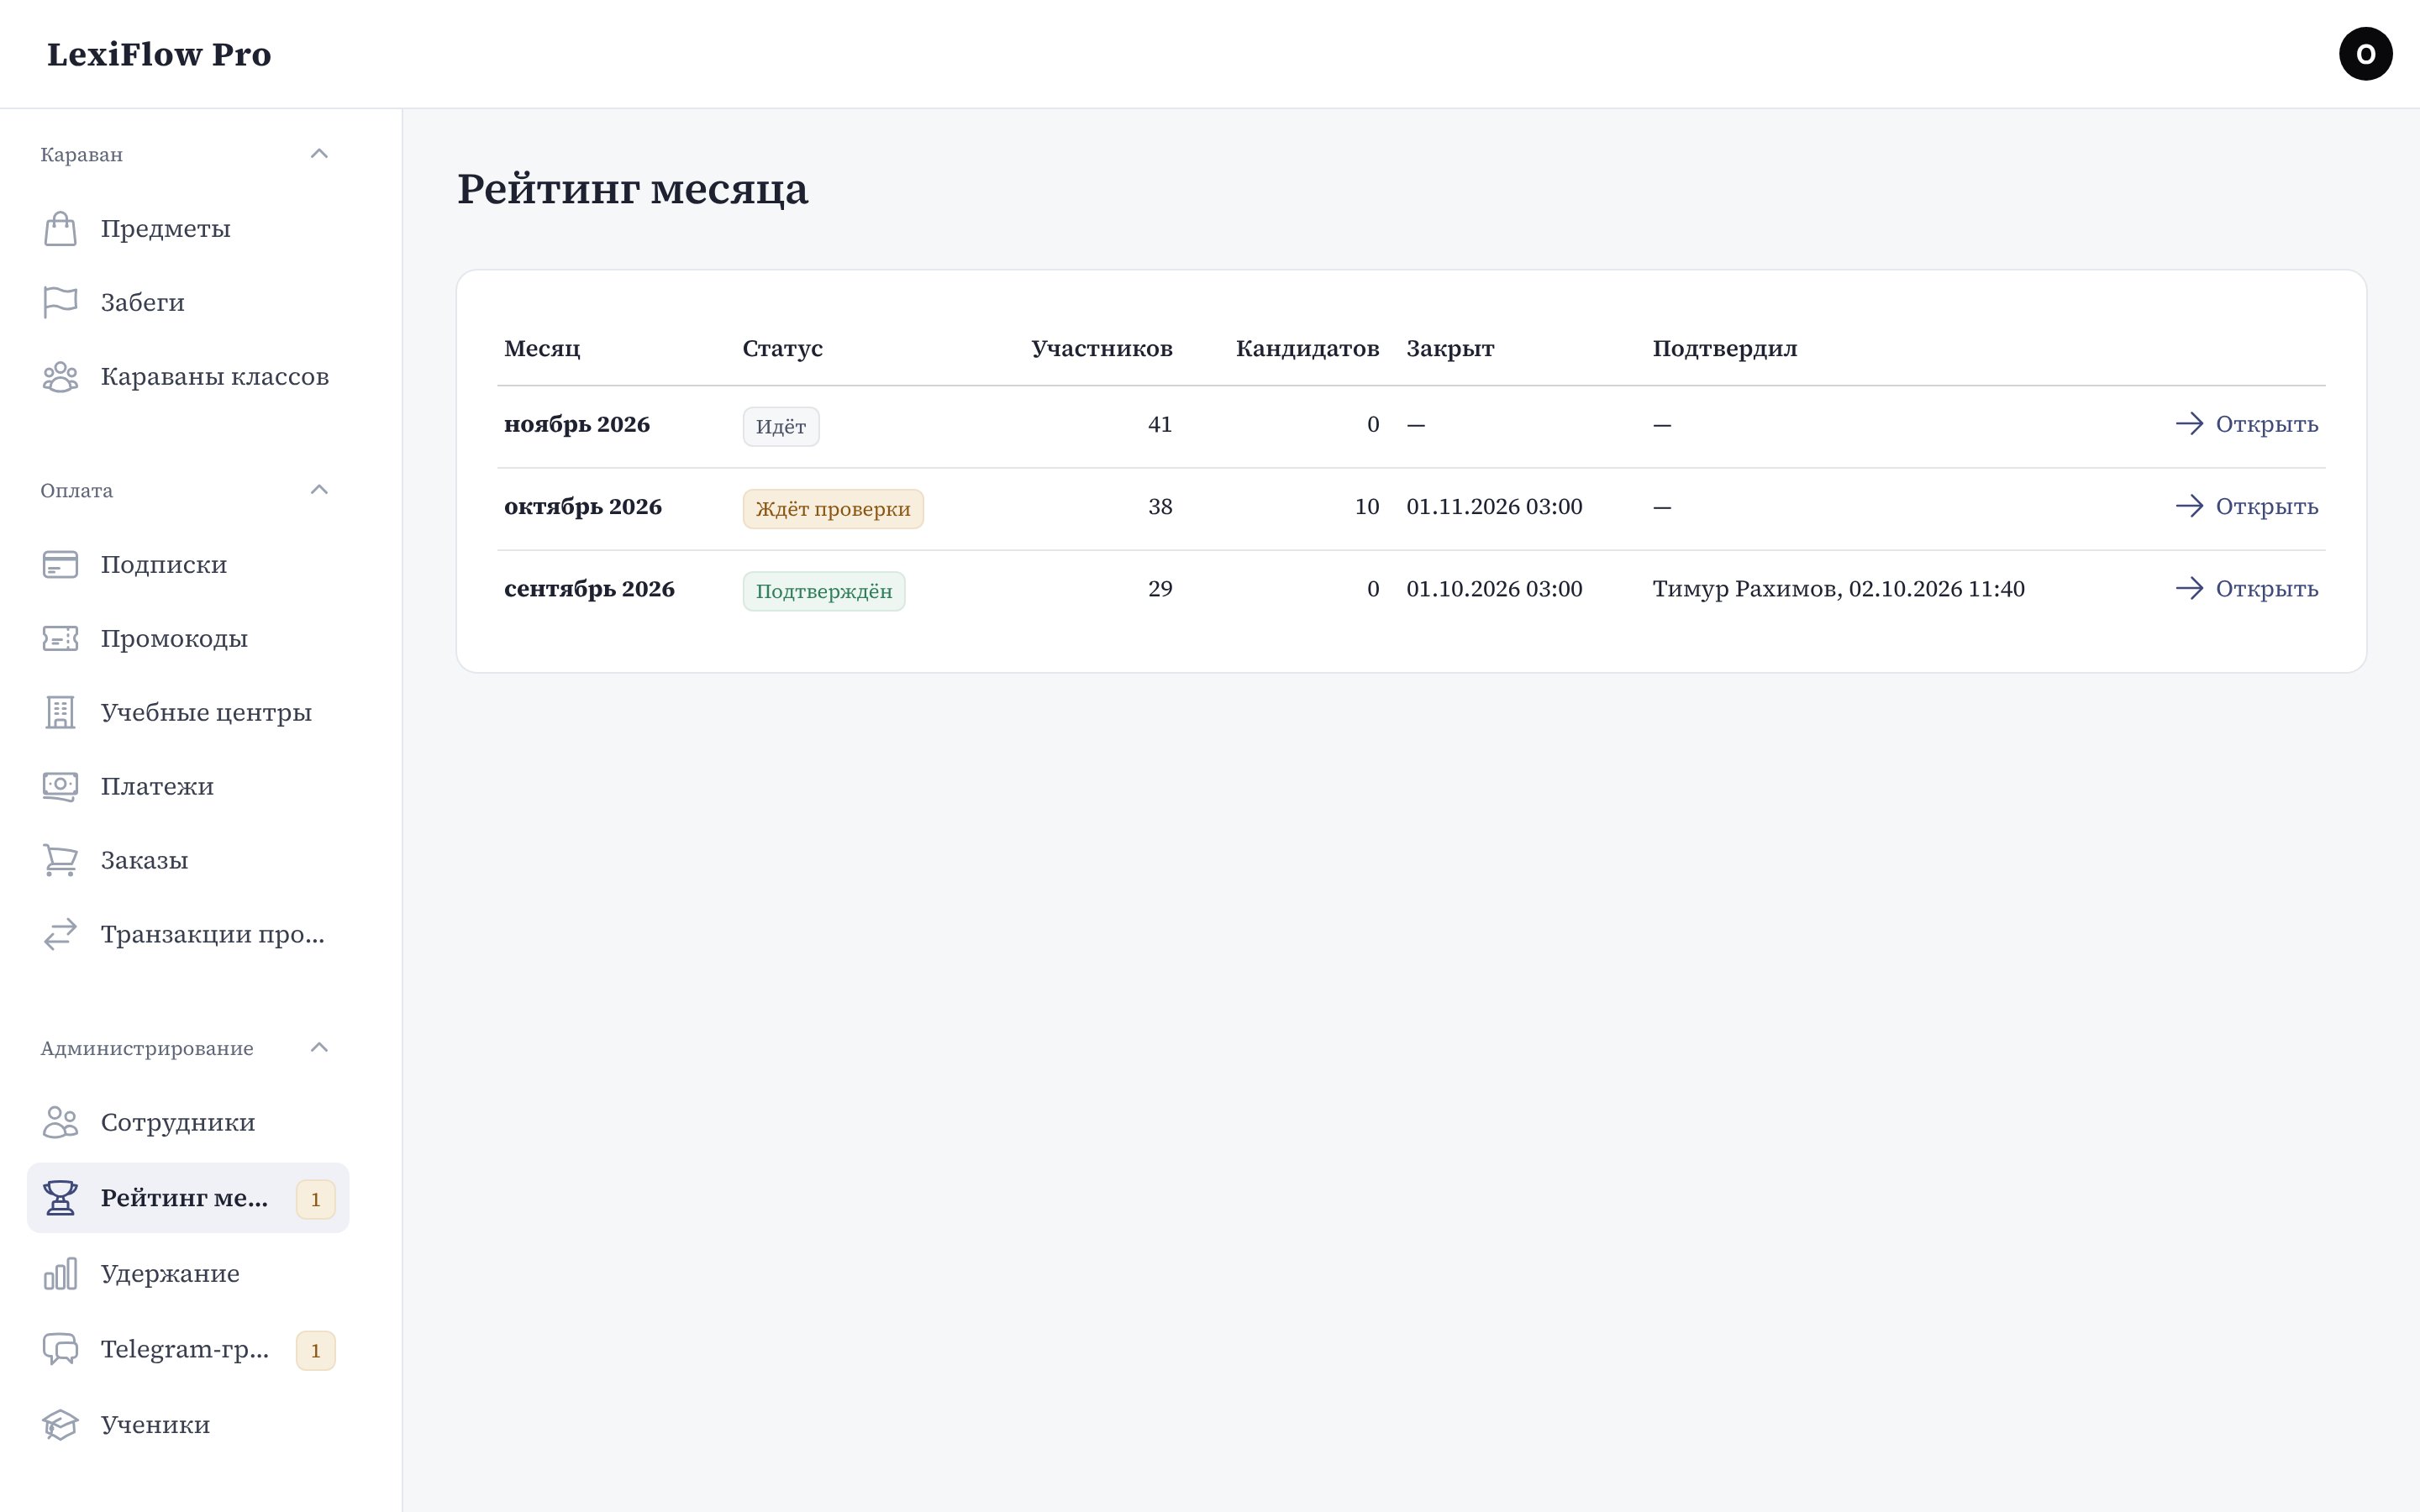 LexiFlow Pro
O
Караван
Предметы
Забеги
Караваны классов
Оплата
Подписки
Промокоды
Учебные центры
Платежи
Заказы
Транзакции про...
Администрирование
Сотрудники
Рейтинг ме... 1
Удержание
Telegram-гр... 1
Ученики
Рейтинг месяца
Месяц Статус Участников Кандидатов Закрыт Подтвердил
ноябрь 2026 Идёт 41 0 — — Открыть
октябрь 2026 Ждёт проверки 38 10 01.11.2026 03:00 — Открыть
сентябрь 2026 Подтверждён 29 0 01.10.2026 03:00 Тимур Рахимов, 02.10.2026 11:40 Открыть